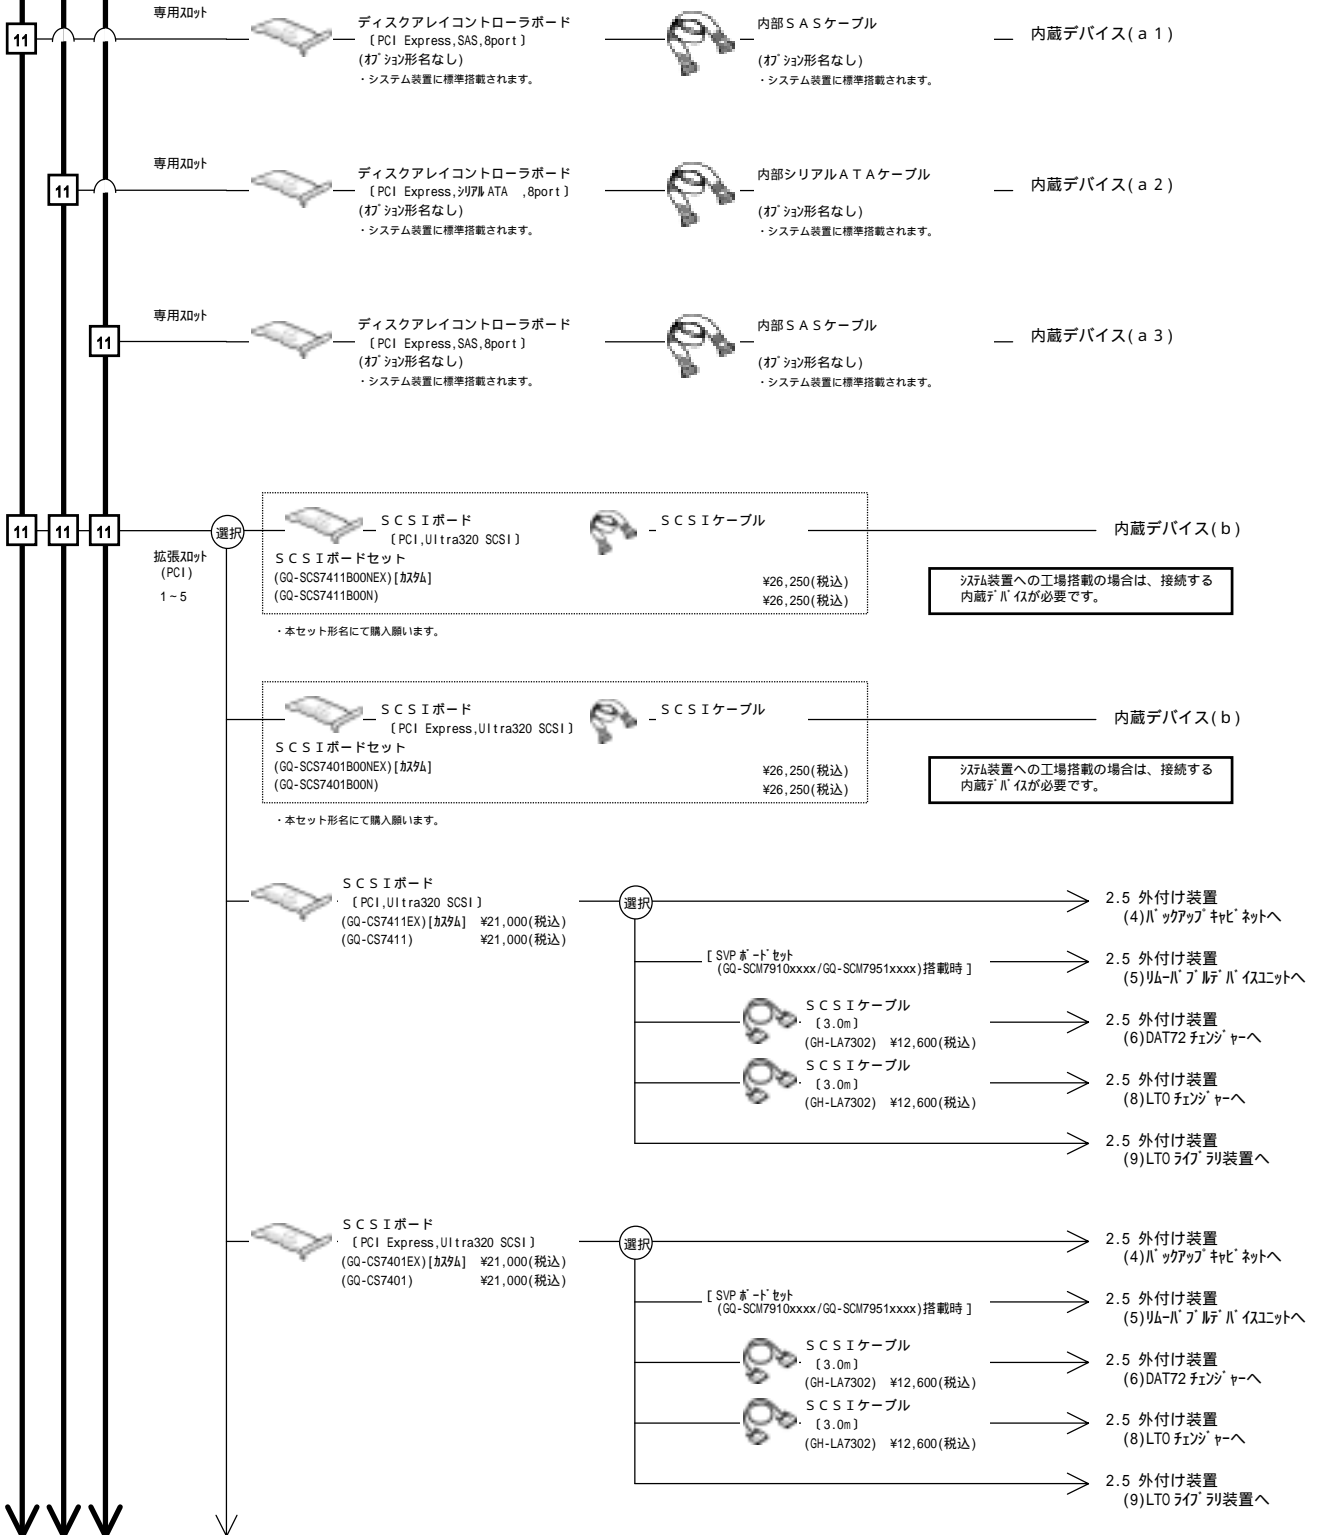 専用スロット
ディスクアレイコントローラボード
内部ＳＡＳケーブル
11
〔PCI Express,SAS,8port〕
内蔵デバイス(a1)
(オプション形名なし)
(オプション形名なし)
・システム装置に標準搭載されます。
・システム装置に標準搭載されます。
専用スロット
ディスクアレイコントローラボード
内部シリアルＡＴＡケーブル
11
〔PCI Express,シリアルATA ,8port〕
内蔵デバイス(a2)
(オプション形名なし)
(オプション形名なし)
・システム装置に標準搭載されます。
・システム装置に標準搭載されます。
専用スロット
ディスクアレイコントローラボード
内部ＳＡＳケーブル
11
〔PCI Express,SAS,8port〕
内蔵デバイス(a3)
(オプション形名なし)
(オプション形名なし)
・システム装置に標準搭載されます。
・システム装置に標準搭載されます。
11 11 11
選択
ＳＣＳＩボード
ＳＣＳＩケーブル
内蔵デバイス(b)
〔PCI,Ultra320 SCSI〕
拡張スロット
(PCI)
1~5
ＳＣＳＩボードセット
(GQ-SCS7411B00NEX)[カスタム] ¥26,250(税込)
(GQ-SCS7411B00N) ¥26,250(税込)
システム装置への工場搭載の場合は、接続する
内蔵デバイスが必要です。
・本セット形名にて購入願います。
ＳＣＳＩボード
ＳＣＳＩケーブル
内蔵デバイス(b)
〔PCI Express,Ultra320 SCSI〕
ＳＣＳＩボードセット
(GQ-SCS7401B00NEX)[カスタム] ¥26,250(税込)
(GQ-SCS7401B00N) ¥26,250(税込)
システム装置への工場搭載の場合は、接続する
内蔵デバイスが必要です。
・本セット形名にて購入願います。
ＳＣＳＩボード
〔PCI,Ultra320 SCSI〕
(GQ-CS7411EX)[カスタム] ¥21,000(税込)
(GQ-CS7411) ¥21,000(税込)
選択
2.5 外付け装置
(4)バックアップキャビネットへ
[SVPボードセット
(GQ-SCM7910xxxx/GQ-SCM7951xxxx)搭載時]
2.5 外付け装置
(5)リムーバブルデバイスユニットへ
ＳＣＳＩケーブル
〔3.0m〕
(GH-LA7302) ¥12,600(税込)
2.5 外付け装置
(6)DAT72チェンジャーへ
ＳＣＳＩケーブル
〔3.0m〕
(GH-LA7302) ¥12,600(税込)
2.5 外付け装置
(8)LTOチェンジャーへ
2.5 外付け装置
(9)LTOライブラリ装置へ
ＳＣＳＩボード
〔PCI Express,Ultra320 SCSI〕
(GQ-CS7401EX)[カスタム] ¥21,000(税込)
(GQ-CS7401) ¥21,000(税込)
選択
2.5 外付け装置
(4)バックアップキャビネットへ
[SVPボードセット
(GQ-SCM7910xxxx/GQ-SCM7951xxxx)搭載時]
2.5 外付け装置
(5)リムーバブルデバイスユニットへ
ＳＣＳＩケーブル
〔3.0m〕
(GH-LA7302) ¥12,600(税込)
2.5 外付け装置
(6)DAT72チェンジャーへ
ＳＣＳＩケーブル
〔3.0m〕
(GH-LA7302) ¥12,600(税込)
2.5 外付け装置
(8)LTOチェンジャーへ
2.5 外付け装置
(9)LTOライブラリ装置へ